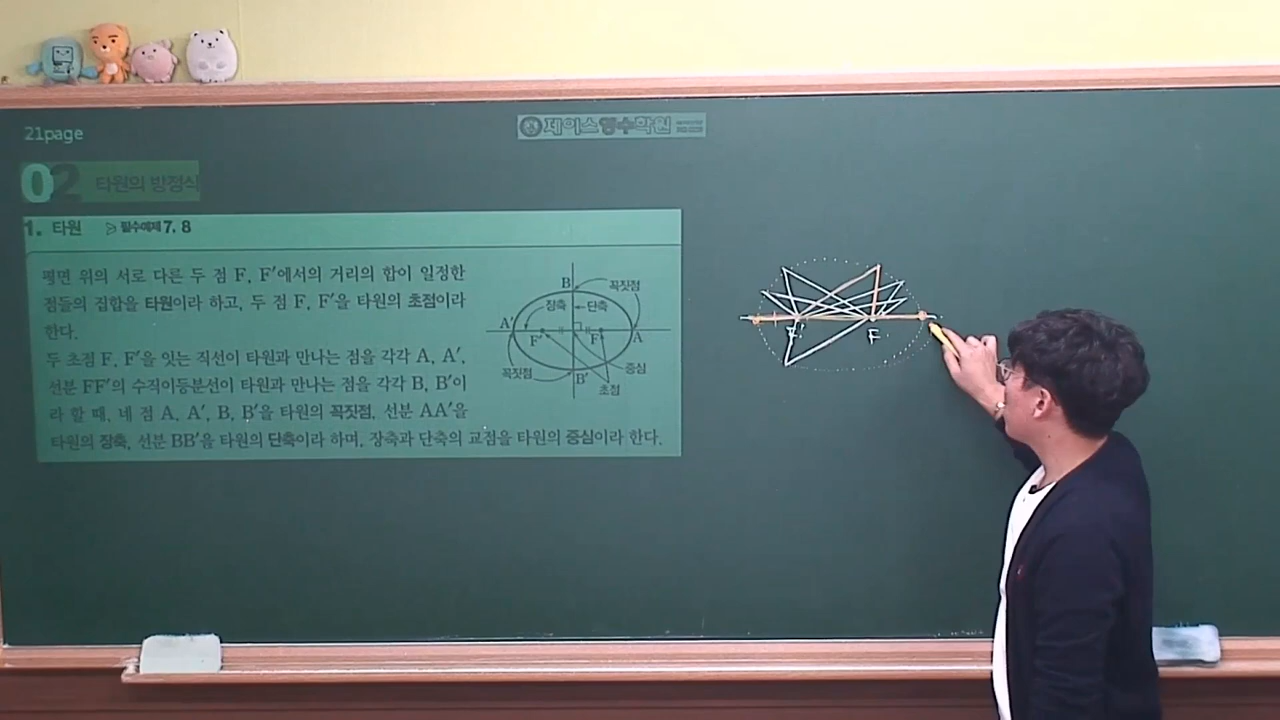 21page
제이스영수학원
02 타원의 방정식
1. 타원 ▷필수예제 7, 8
평면 위의 서로 다른 두 점 F, F′에서의 거리의 합이 일정한
점들의 집합을 타원이라 하고, 두 점 F, F′을 타원의 초점이라
한다.
두 초점 F, F′을 잇는 직선이 타원과 만나는 점을 각각 A, A′,
선분 FF′의 수직이등분선이 타원과 만나는 점을 각각 B, B′이
라 할 때, 네 점 A, A′, B, B′을 타원의 꼭짓점, 선분 AA′을
타원의 장축, 선분 BB′을 타원의 단축이라 하며, 장축과 단축의 교점을 타원의 중심이라 한다.
B 꼭짓점
장축 단축
A′ F′ F A
꼭짓점 B′ 중심
초점
F′ F